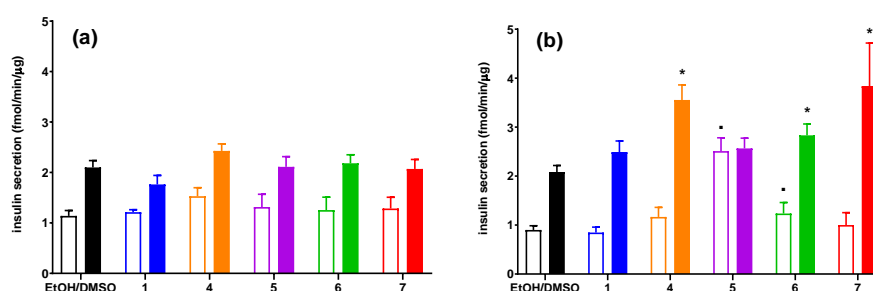 (a)
insulin secretion (fmol/min/µg)
5
4
3
2
1
0
EtOH/DMSO 1 4 5 6 7
(b)
insulin secretion (fmol/min/µg)
5
4
3
2
1
0
* 
▪
*
▪
*
EtOH/DMSO 1 4 5 6 7